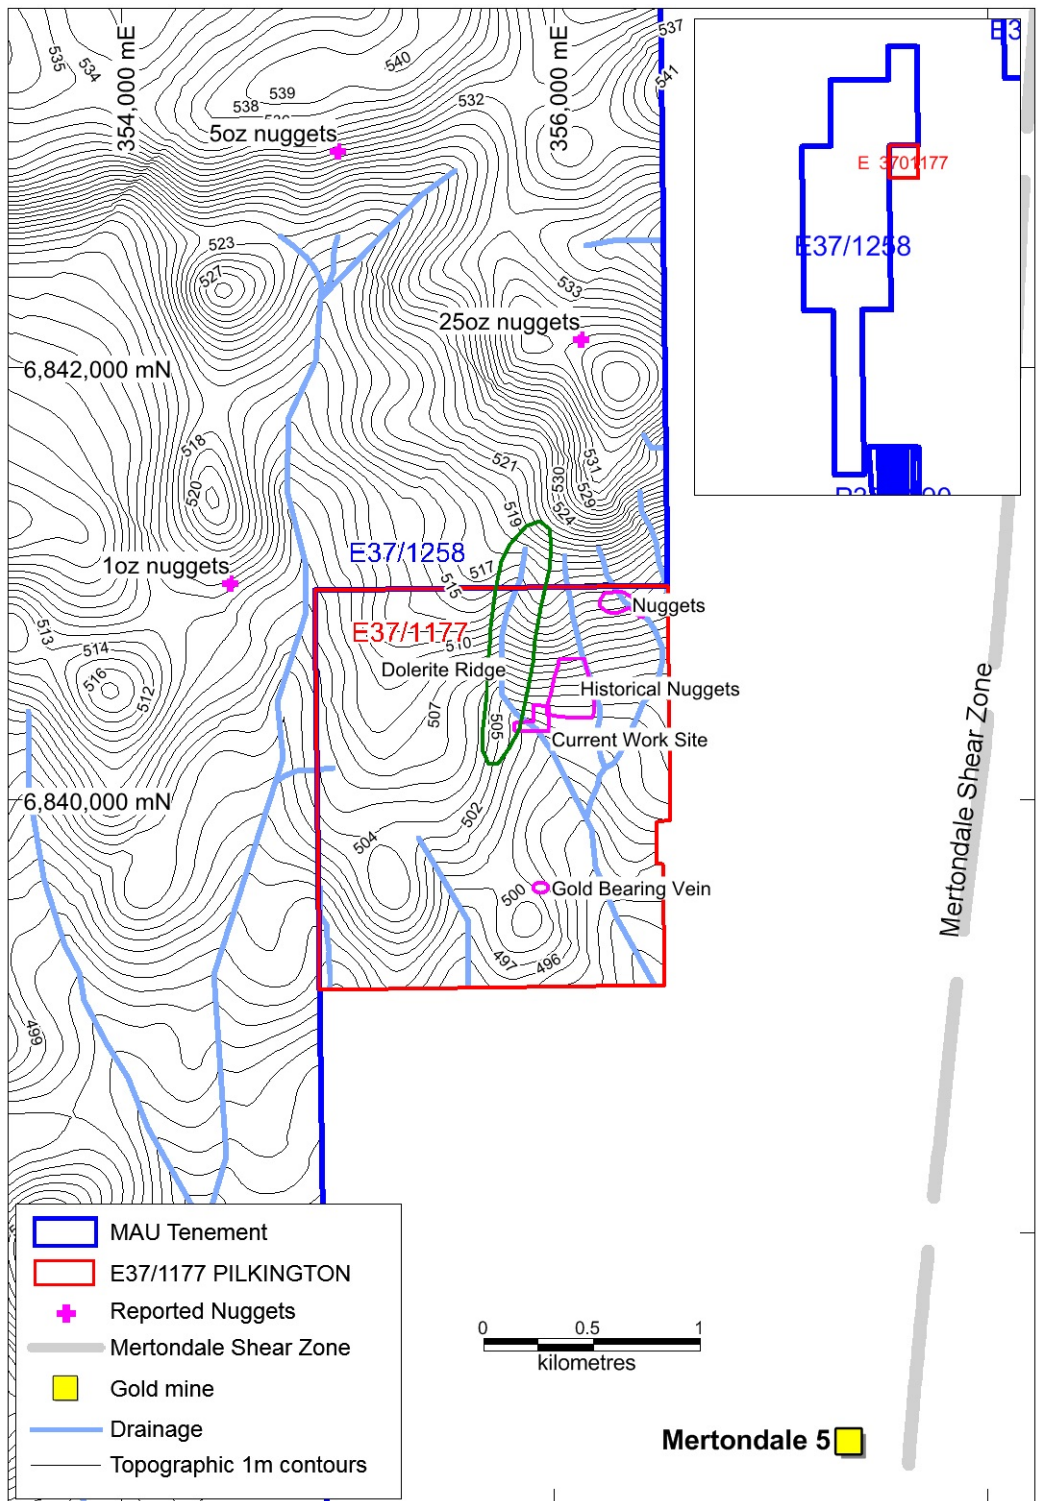 537
535
534
354,000 mE
540
356,000 mE
541
539
538
532
5oz nuggets
E3
E 3701177
523
527
533
E37/1258
25oz nuggets
6,842,000 mN
518
521
531
530
520
529
519
524
E37/1258
1oz nuggets
517
515
Nuggets
513
E37/1177
510
514
Dolerite Ridge
516
512
Historical Nuggets
507
505
Current Work Site
Mertondale Shear Zone
6,840,000 mN
502
504
500
Gold Bearing Vein
497
496
499
MAU Tenement
E37/1177 PILKINGTON
Reported Nuggets
Mertondale Shear Zone
Gold mine
Drainage
Topographic 1m contours
0 0.5 1
kilometres
Mertondale 5